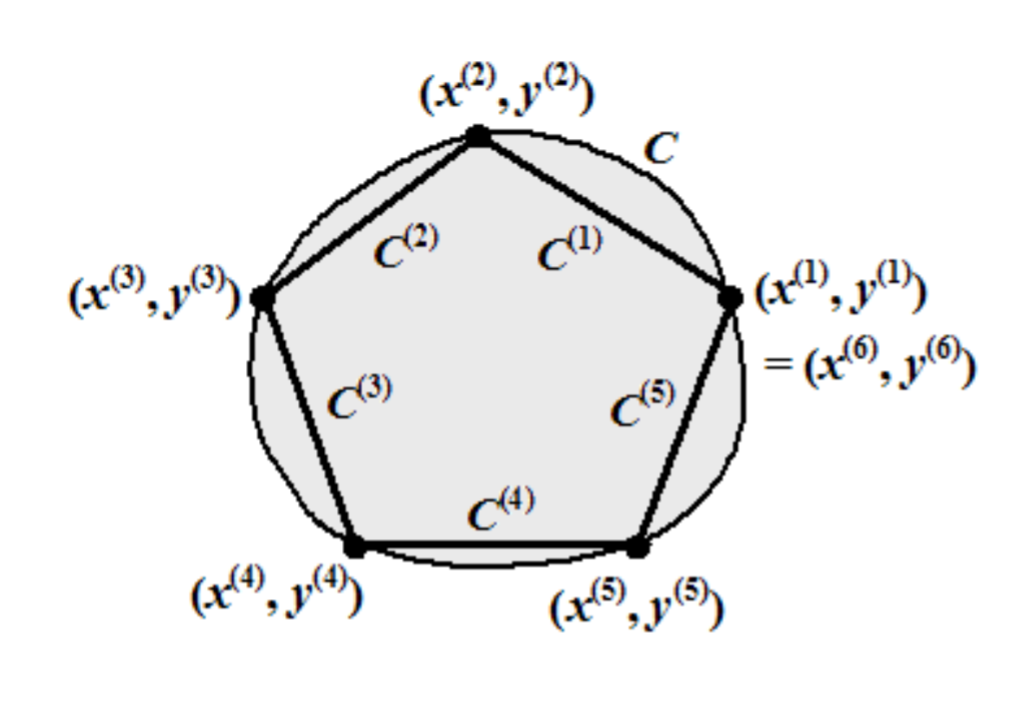 (x⁽²⁾, y⁽²⁾)
C
C⁽²⁾
C⁽¹⁾
(x⁽³⁾, y⁽³⁾)
(x⁽¹⁾, y⁽¹⁾)
= (x⁽⁶⁾, y⁽⁶⁾)
C⁽³⁾
C⁽⁵⁾
C⁽⁴⁾
(x⁽⁴⁾, y⁽⁴⁾)
(x⁽⁵⁾, y⁽⁵⁾)